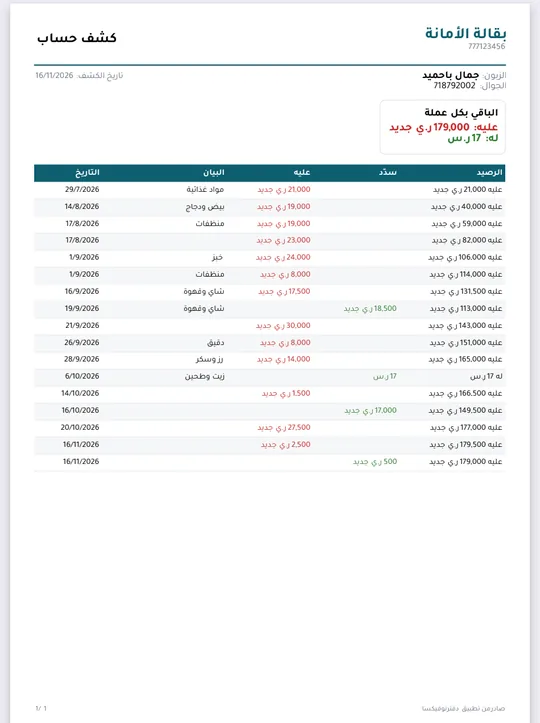 بقالة الأمانة
777123456
كشف حساب
الزبون: جمال باحميد
الجوال: 718792002
تاريخ الكشف: 16/11/2026
الباقي بكل عملة
عليه: 179,000 ر.ي جديد
له: 17 ر.س
الرصيد سدّد عليه البيان التاريخ
عليه 21,000 ر.ي جديد 21,000 ر.ي جديد مواد غذائية 29/7/2026
عليه 40,000 ر.ي جديد 19,000 ر.ي جديد بيض ودجاج 14/8/2026
عليه 59,000 ر.ي جديد 19,000 ر.ي جديد منظفات 17/8/2026
عليه 82,000 ر.ي جديد 23,000 ر.ي جديد 17/8/2026
عليه 106,000 ر.ي جديد 24,000 ر.ي جديد خبز 1/9/2026
عليه 114,000 ر.ي جديد 8,000 ر.ي جديد منظفات 1/9/2026
عليه 131,500 ر.ي جديد 17,500 ر.ي جديد شاي وقهوة 16/9/2026
عليه 113,000 ر.ي جديد 18,500 ر.ي جديد شاي وقهوة 19/9/2026
عليه 143,000 ر.ي جديد 30,000 ر.ي جديد 21/9/2026
عليه 151,000 ر.ي جديد 8,000 ر.ي جديد دقيق 26/9/2026
عليه 165,000 ر.ي جديد 14,000 ر.ي جديد رز وسكر 28/9/2026
له 17 ر.س 17 ر.س زيت وطحين 6/10/2026
عليه 166,500 ر.ي جديد 1,500 ر.ي جديد 14/10/2026
عليه 149,500 ر.ي جديد 17,000 ر.ي جديد 16/10/2026
عليه 177,000 ر.ي جديد 27,500 ر.ي جديد 20/10/2026
عليه 179,500 ر.ي جديد 2,500 ر.ي جديد 16/11/2026
عليه 179,000 ر.ي جديد 500 ر.ي جديد 16/11/2026
صادر من تطبيق دفترنوفيكسا
1 / 1